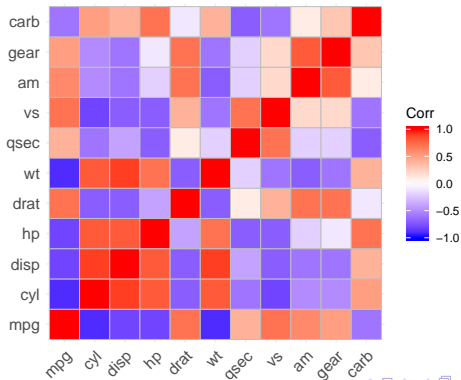 carb
gear
am
vs
qsec
wt
drat
hp
disp
cyl
mpg
mpg cyl disp hp drat wt qsec vs am gear carb
Corr
1.0
0.5
0.0
−0.5
−1.0